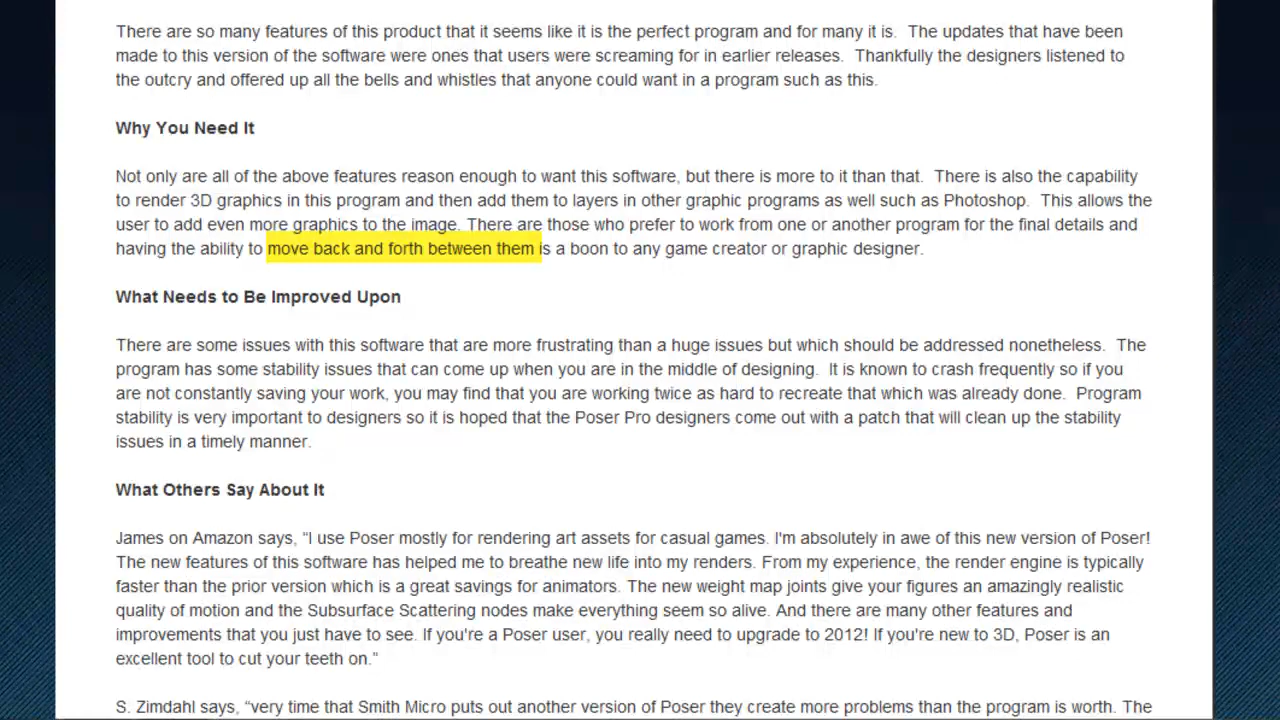 There are so many features of this product that it seems like it is the perfect program and for many it is.  The updates that have been
made to this version of the software were ones that users were screaming for in earlier releases.  Thankfully the designers listened to
the outcry and offered up all the bells and whistles that anyone could want in a program such as this.
Why You Need It
Not only are all of the above features reason enough to want this software, but there is more to it than that.  There is also the capability
to render 3D graphics in this program and then add them to layers in other graphic programs as well such as Photoshop.  This allows the
user to add even more graphics to the image. There are those who prefer to work from one or another program for the final details and
having the ability to move back and forth between them is a boon to any game creator or graphic designer.
What Needs to Be Improved Upon
There are some issues with this software that are more frustrating than a huge issues but which should be addressed nonetheless.  The
program has some stability issues that can come up when you are in the middle of designing.  It is known to crash frequently so if you
are not constantly saving your work, you may find that you are working twice as hard to recreate that which was already done.  Program
stability is very important to designers so it is hoped that the Poser Pro designers come out with a patch that will clean up the stability
issues in a timely manner.
What Others Say About It
James on Amazon says, “I use Poser mostly for rendering art assets for casual games. I'm absolutely in awe of this new version of Poser!
The new features of this software has helped me to breathe new life into my renders. From my experience, the render engine is typically
faster than the prior version which is a great savings for animators. The new weight map joints give your figures an amazingly realistic
quality of motion and the Subsurface Scattering nodes make everything seem so alive. And there are many other features and
improvements that you just have to see. If you're a Poser user, you really need to upgrade to 2012! If you're new to 3D, Poser is an
excellent tool to cut your teeth on.”
S. Zimdahl says, “very time that Smith Micro puts out another version of Poser they create more problems than the program is worth. The